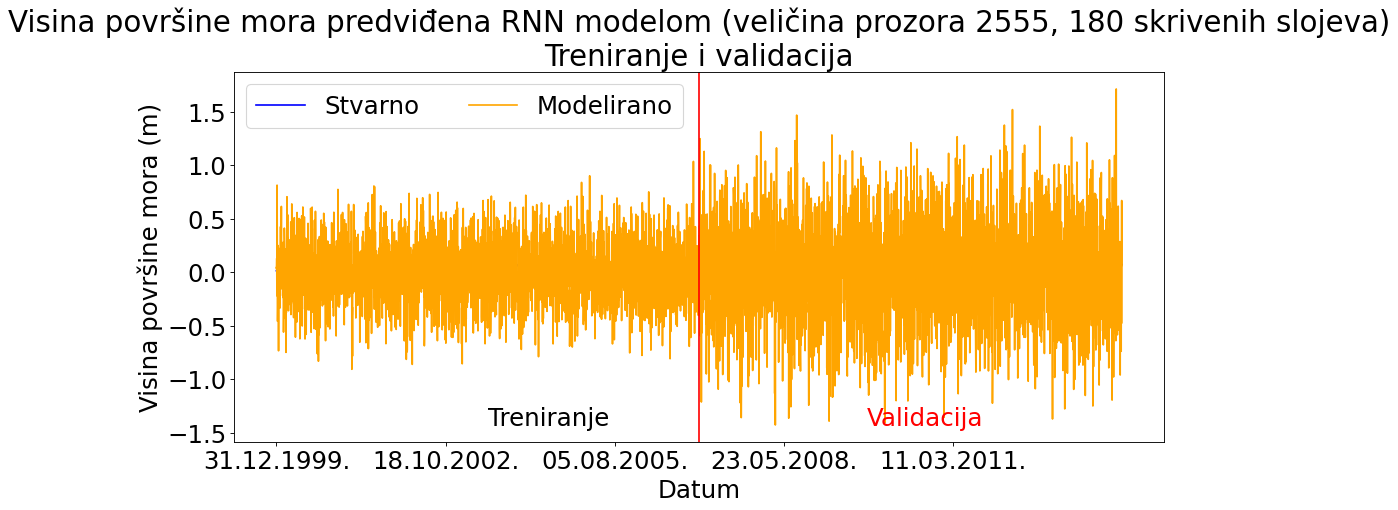 Visina površine mora predviđena RNN modelom (veličina prozora 2555, 180 skrivenih slojeva)
Treniranje i validacija
Stvarno
Modelirano
Visina površine mora (m)
1.5
1.0
0.5
0.0
−0.5
−1.0
−1.5
Treniranje
Validacija
31.12.1999.
18.10.2002.
05.08.2005.
23.05.2008.
11.03.2011.
Datum